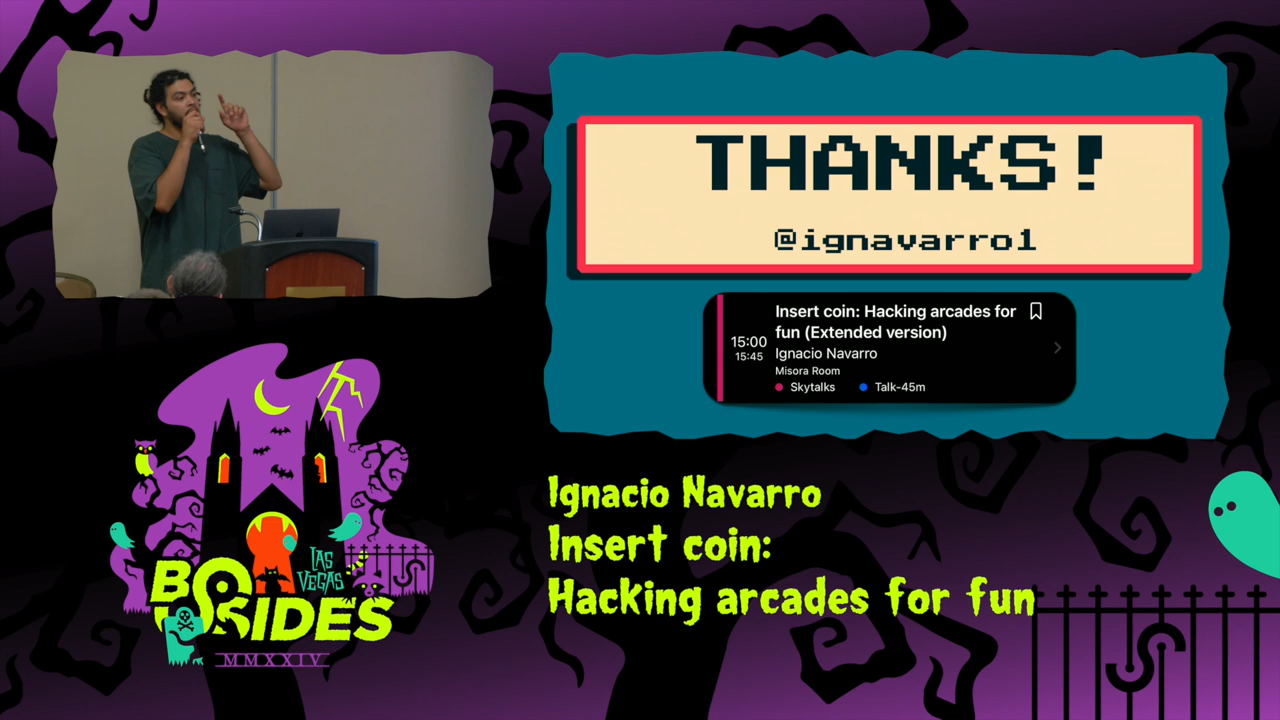 THANKS!
@ignavarro1
15:00
15:45
Insert coin: Hacking arcades for
fun (Extended version)
Ignacio Navarro
Misora Room
Skytalks
Talk-45m
Ignacio Navarro
Insert coin:
Hacking arcades for fun
LAS
VEGAS
BSIDES
MMXXIV